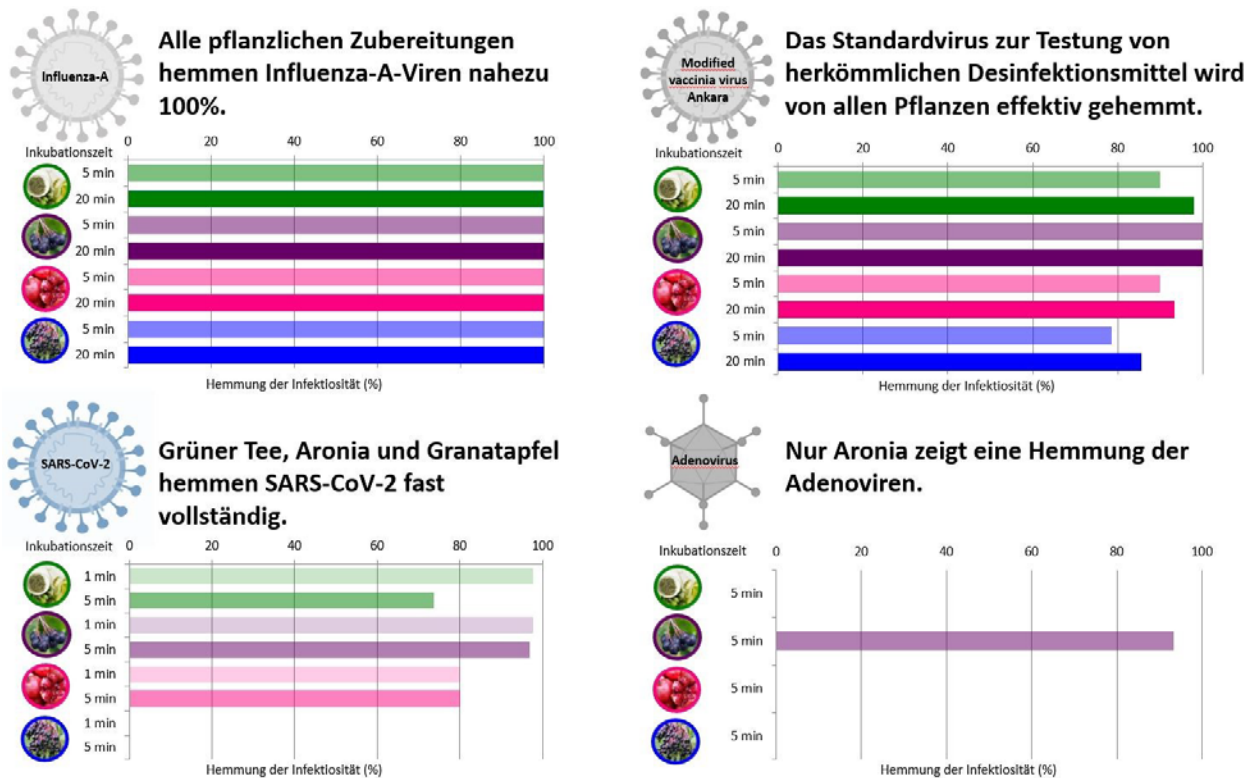 Influenza-A
Alle pflanzlichen Zubereitungen
hemmen Influenza-A-Viren nahezu
100%.
0 20 40 60 80 100
Inkubationszeit
5 min
20 min
5 min
20 min
5 min
20 min
5 min
20 min
Hemmung der Infektiosität (%)
Modified
vaccinia virus
Ankara
Das Standardvirus zur Testung von
herkömmlichen Desinfektionsmittel wird
von allen Pflanzen effektiv gehemmt.
0 20 40 60 80 100
Inkubationszeit
5 min
20 min
5 min
20 min
5 min
20 min
5 min
20 min
Hemmung der Infektiosität (%)
SARS-CoV-2
Grüner Tee, Aronia und Granatapfel
hemmen SARS-CoV-2 fast
vollständig.
Inkubationszeit
0 20 40 60 80 100
1 min
5 min
1 min
5 min
1 min
5 min
1 min
5 min
Hemmung der Infektiosität (%)
Adenovirus
Nur Aronia zeigt eine Hemmung der
Adenoviren.
Inkubationszeit
0 20 40 60 80 100
5 min
5 min
5 min
5 min
Hemmung der Infektiosität (%)